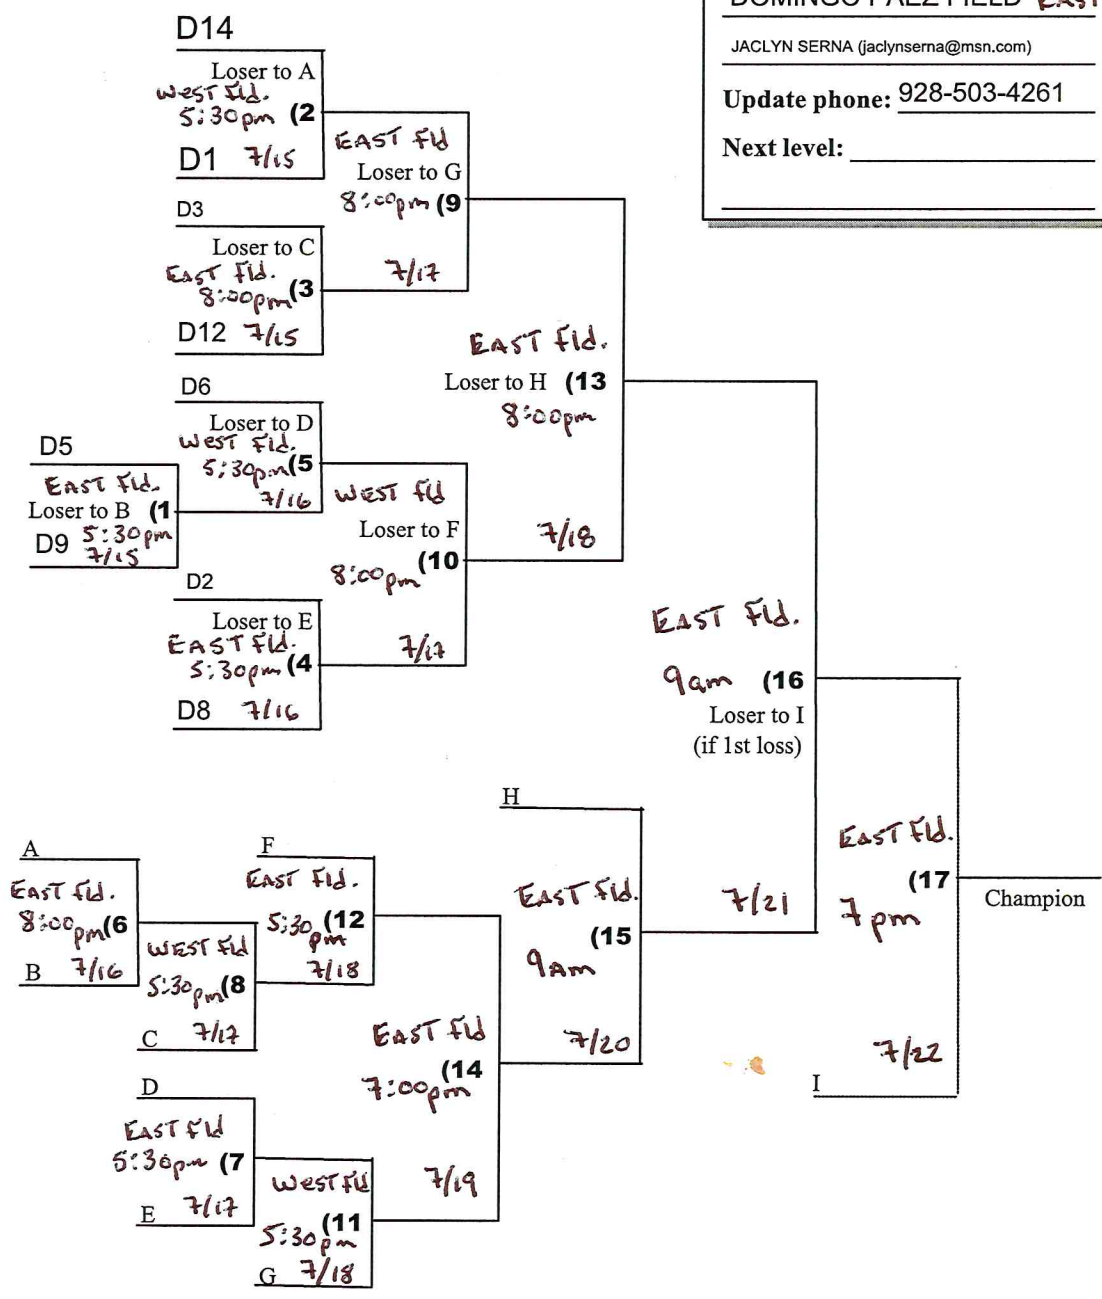 DOMINGO PAEZ FIELD EAST
JACLYN SERNA (jaclynserna@msn.com)
Update phone: 928-503-4261
Next level:
D14
Loser to A
WEST Fld.
5:30pm (2
D1 7/15
EAST Fld
Loser to G
8:00pm (9
7/17
D3
Loser to C
EAST Fld.
8:00pm (3
D12 7/15
EAST Fld.
Loser to H (13
8:00pm
7/18
D6
Loser to D
WEST Fld.
5:30pm (5
7/16
D5
EAST Fld.
Loser to B (1
D9 5:30pm
7/15
WEST Fld
Loser to F
(10
8:00pm
7/17
D2
Loser to E
EAST Fld.
5:30pm (4
D8 7/16
EAST Fld.
9am (16
Loser to I
(if 1st loss)
7/21
H
EAST Fld.
(15
9Am
7/20
EAST Fld.
(17
7pm
Champion
7/22
I
A
EAST Fld.
8:00pm (6
B 7/16
F
EAST Fld.
5:30 (12
pm
7/18
WEST Fld
5:30pm (8
C 7/17
EAST Fld
(14
7:00pm
7/19
D
EAST Fld
5:30pm (7
E 7/17
WEST Fld
(11
5:30pm
G 7/18